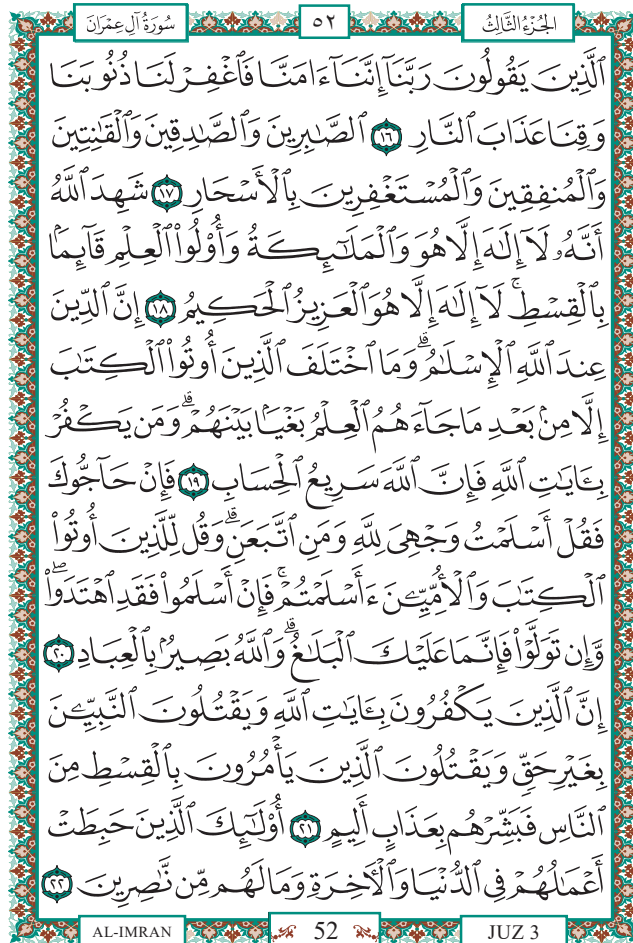 سُورَةُ آلِ عِمْرَانَ ٥٢ الجُزْءُ الثَّالِثُ
ٱلَّذِينَ يَقُولُونَ رَبَّنَآ إِنَّنَآ ءَامَنَّا فَٱغْفِرْ لَنَا ذُنُوبَنَا
وَقِنَا عَذَابَ ٱلنَّارِ ١٦ ٱلصَّٰبِرِينَ وَٱلصَّٰدِقِينَ وَٱلْقَٰنِتِينَ
وَٱلْمُنفِقِينَ وَٱلْمُسْتَغْفِرِينَ بِٱلْأَسْحَارِ ١٧ شَهِدَ ٱللَّهُ
أَنَّهُۥ لَآ إِلَٰهَ إِلَّا هُوَ وَٱلْمَلَٰٓئِكَةُ وَأُو۟لُوا۟ ٱلْعِلْمِ قَآئِمًۢا
بِٱلْقِسْطِ ۚ لَآ إِلَٰهَ إِلَّا هُوَ ٱلْعَزِيزُ ٱلْحَكِيمُ ١٨ إِنَّ ٱلدِّينَ
عِندَ ٱللَّهِ ٱلْإِسْلَٰمُ ۗ وَمَا ٱخْتَلَفَ ٱلَّذِينَ أُوتُوا۟ ٱلْكِتَٰبَ
إِلَّا مِنۢ بَعْدِ مَا جَآءَهُمُ ٱلْعِلْمُ بَغْيًۢا بَيْنَهُمْ ۗ وَمَن يَكْفُرْ
بِـَٔايَٰتِ ٱللَّهِ فَإِنَّ ٱللَّهَ سَرِيعُ ٱلْحِسَابِ ١٩ فَإِنْ حَآجُّوكَ
فَقُلْ أَسْلَمْتُ وَجْهِىَ لِلَّهِ وَمَنِ ٱتَّبَعَنِ ۗ وَقُل لِّلَّذِينَ أُوتُوا۟
ٱلْكِتَٰبَ وَٱلْأُمِّيِّـۧنَ ءَأَسْلَمْتُمْ ۚ فَإِنْ أَسْلَمُوا۟ فَقَدِ ٱهْتَدَوا۟ ۖ
وَّإِن تَوَلَّوْا۟ فَإِنَّمَا عَلَيْكَ ٱلْبَلَٰغُ ۗ وَٱللَّهُ بَصِيرٌۢ بِٱلْعِبَادِ ٢٠
إِنَّ ٱلَّذِينَ يَكْفُرُونَ بِـَٔايَٰتِ ٱللَّهِ وَيَقْتُلُونَ ٱلنَّبِيِّـۧنَ
بِغَيْرِ حَقٍّ وَيَقْتُلُونَ ٱلَّذِينَ يَأْمُرُونَ بِٱلْقِسْطِ مِنَ
ٱلنَّاسِ فَبَشِّرْهُم بِعَذَابٍ أَلِيمٍ ٢١ أُو۟لَٰٓئِكَ ٱلَّذِينَ حَبِطَتْ
أَعْمَٰلُهُمْ فِى ٱلدُّنْيَا وَٱلْءَاخِرَةِ وَمَا لَهُم مِّن نَّٰصِرِينَ ٢٢
AL-IMRAN 52 JUZ 3